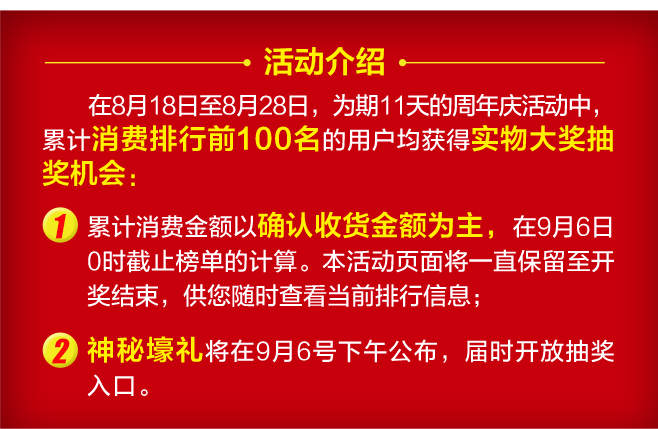 活动介绍
在8月18日至8月28日，为期11天的周年庆活动中，
累计消费排行前100名的用户均获得实物大奖抽
奖机会：
1 累计消费金额以确认收货金额为主，在9月6日
0时截止榜单的计算。本活动页面将一直保留至开
奖结束，供您随时查看当前排行信息；
2 神秘壕礼将在9月6号下午公布，届时开放抽奖
入口。